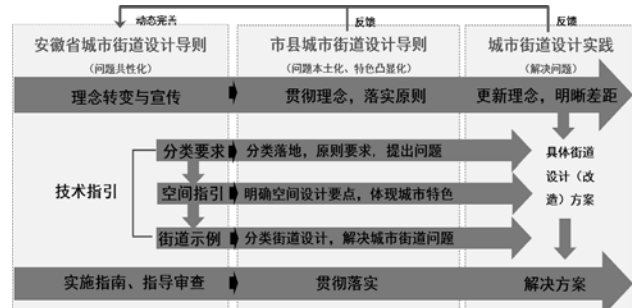 动态完善
反馈
反馈
安徽省城市街道设计导则
市县城市街道设计导则
城市街道设计实践
(问题共性化)
(问题本土化、特色凸显化)
(解决问题)
理念转变与宣传
贯彻理念,落实原则
更新理念,明晰差距
技术指引
分类要求
分类落地,原则要求,提出问题
空间指引
明确空间设计要点,体现城市特色
街道示例
分类街道设计,解决城市街道问题
具体街道
设计(改
造)方案
实施指南、指导审查
贯彻落实
解决方案